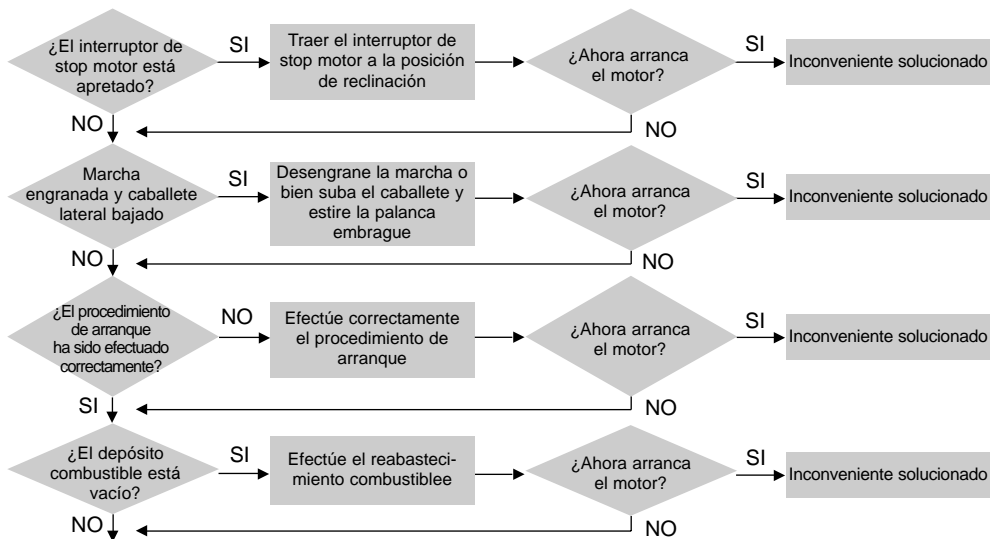 ¿El interruptor de
stop motor está
apretado?
SI
Traer el interruptor de
stop motor a la posición
de reclinación
¿Ahora arranca
el motor?
SI
Inconveniente solucionado
NO
NO
Marcha
engranada y caballete
lateral bajado
SI
Desengrane la marcha o
bien suba el caballete y
estire la palanca
embrague
¿Ahora arranca
el motor?
SI
Inconveniente solucionado
NO
NO
¿El procedimiento
de arranque
ha sido efectuado
correctamente?
NO
Efectúe correctamente
el procedimiento de
arranque
¿Ahora arranca
el motor?
SI
Inconveniente solucionado
SI
NO
¿El depósito
combustible está
vacío?
SI
Efectúe el reabasteci-
miento combustiblee
¿Ahora arranca
el motor?
SI
Inconveniente solucionado
NO
NO